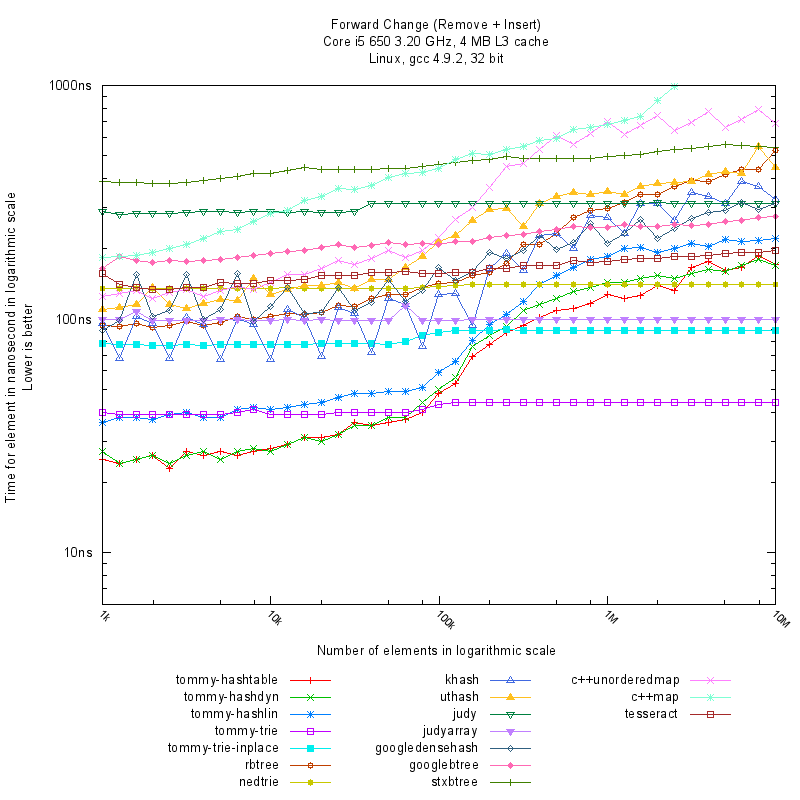 Forward Change (Remove + Insert)
Core i5 650 3.20 GHz, 4 MB L3 cache
Linux, gcc 4.9.2, 32 bit
1000ns
100ns
10ns
Time for element in nanosecond in logarithmic scale
Lower is better
1k
10k
100k
1M
10M
Number of elements in logarithmic scale
tommy-hashtable
tommy-hashdyn
tommy-hashlin
tommy-trie
tommy-trie-inplace
rbtree
nedtrie
khash
uthash
judy
judyarray
googledensehash
googlebtree
stxbtree
c++unorderedmap
c++map
tesseract